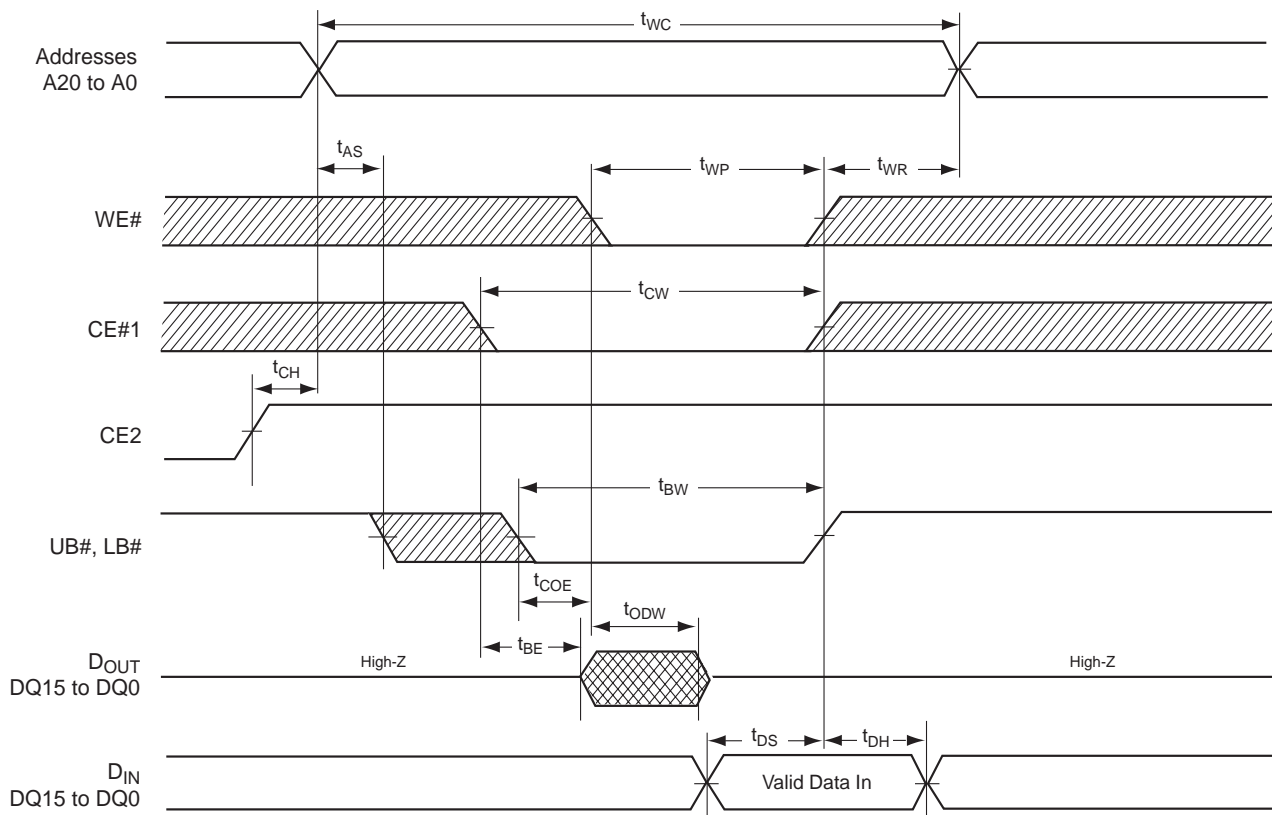 tWC
Addresses
A20 to A0
tAS
tWP
tWR
WE#
tCW
CE#1
tCH
CE2
tBW
UB#, LB#
tCOE
tODW
tBE
DOUT
DQ15 to DQ0
High-Z
High-Z
tDS
tDH
DIN
DQ15 to DQ0
Valid Data In